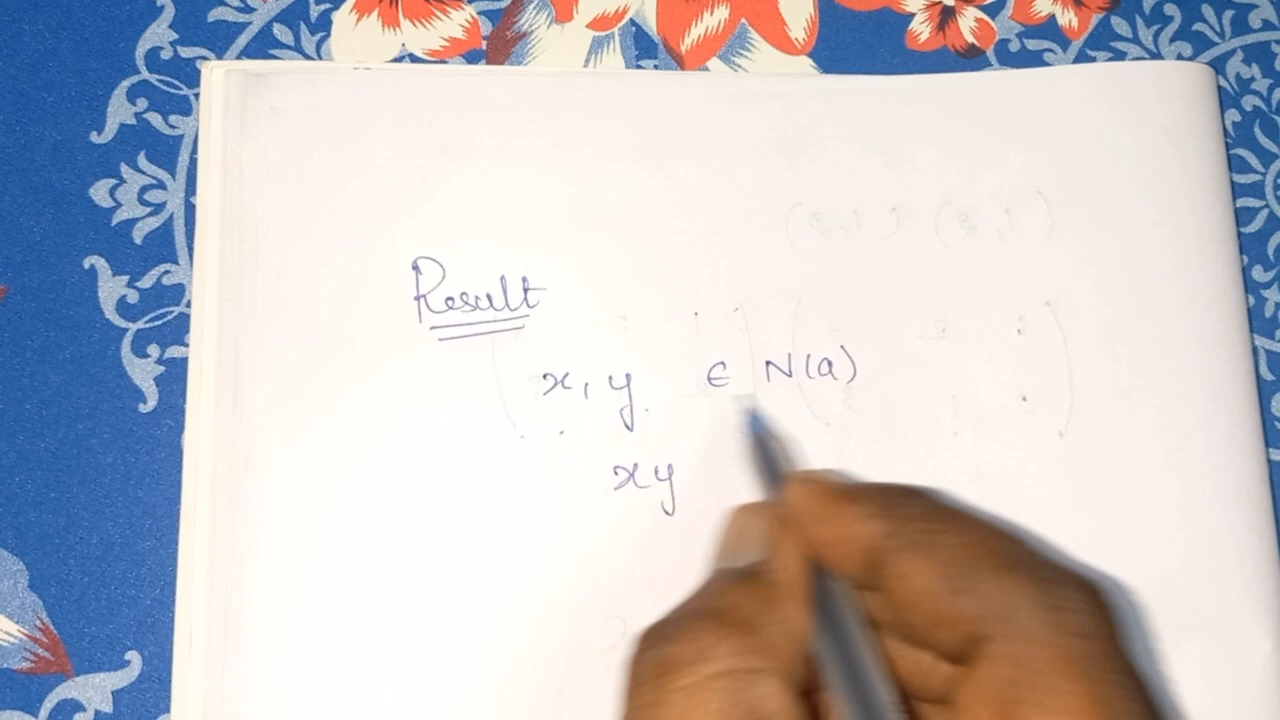 Result
x, y ∈ N(a)
xy